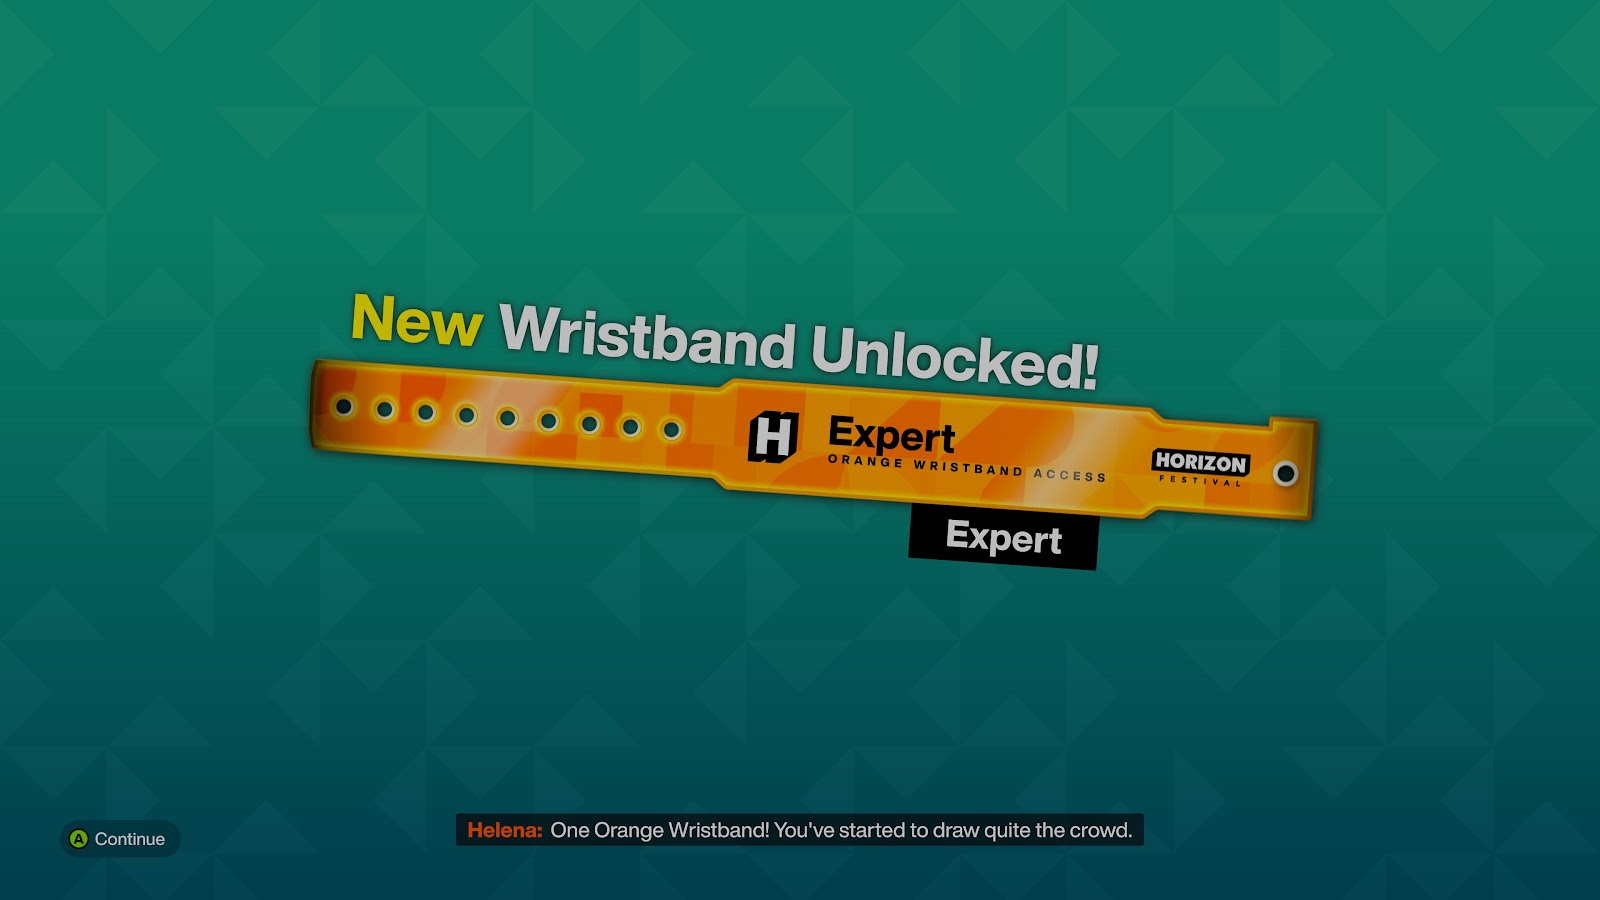 New Wristband Unlocked!
H
Expert
ORANGE WRISTBAND ACCESS
HORIZON
FESTIVAL
Expert
Helena: One Orange Wristband! You've started to draw quite the crowd.
A Continue